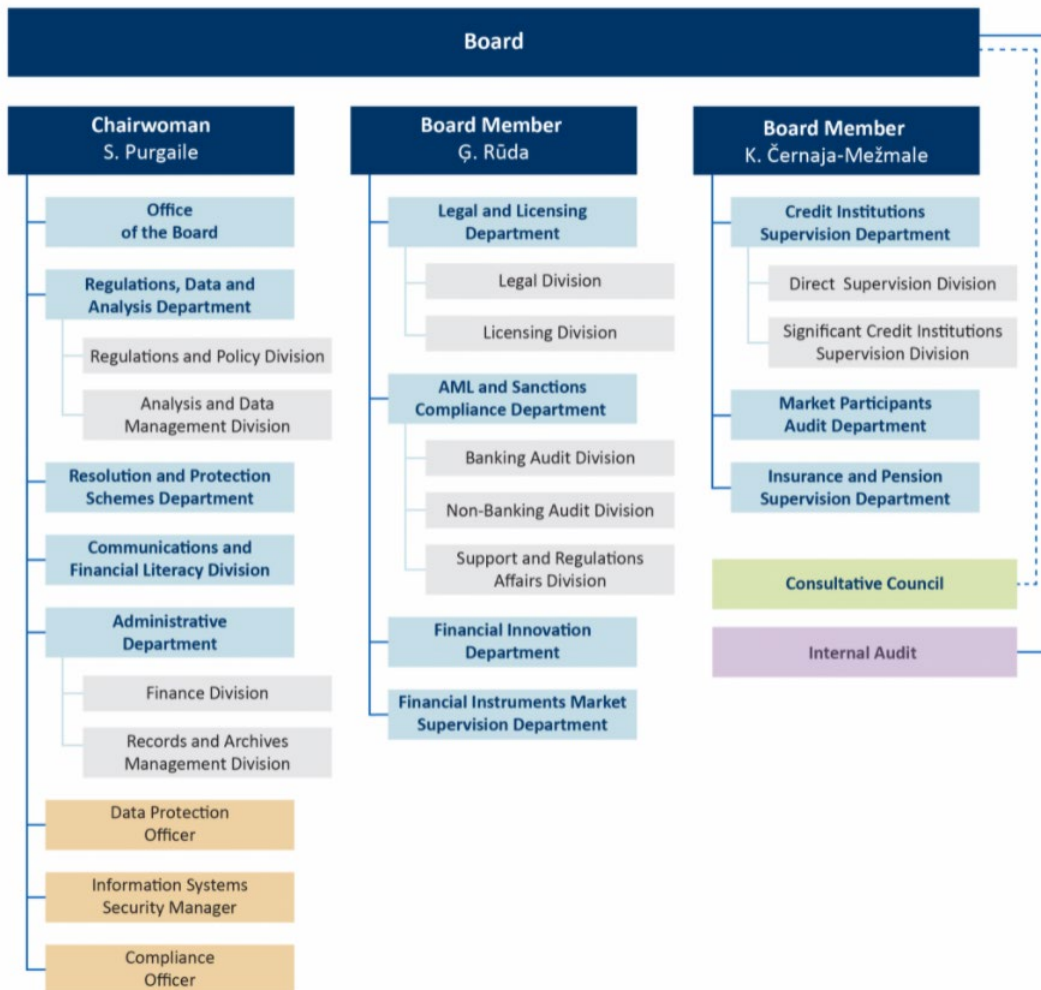 Board
Chairwoman
S. Purgaile
Office
of the Board
Regulations, Data and
Analysis Department
Regulations and Policy Division
Analysis and Data
Management Division
Resolution and Protection
Schemes Department
Communications and
Financial Literacy Division
Administrative
Department
Finance Division
Records and Archives
Management Division
Data Protection
Officer
Information Systems
Security Manager
Compliance
Officer
Board Member
Ģ. Rūda
Legal and Licensing
Department
Legal Division
Licensing Division
AML and Sanctions
Compliance Department
Banking Audit Division
Non-Banking Audit Division
Support and Regulations
Affairs Division
Financial Innovation
Department
Financial Instruments Market
Supervision Department
Board Member
K. Černaja-Mežmale
Credit Institutions
Supervision Department
Direct Supervision Division
Significant Credit Institutions
Supervision Division
Market Participants
Audit Department
Insurance and Pension
Supervision Department
Consultative Council
Internal Audit